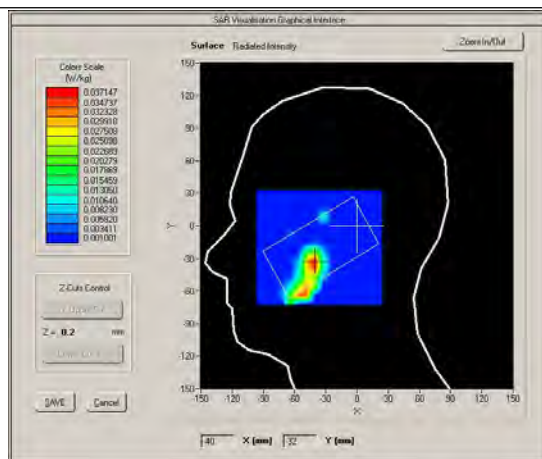 SAR Visualisation Graphical Interface
Surface Radiated Intensity
Zoom In/Out
Colors Scale
(W/kg)
0.037147
0.034737
0.032328
0.029918
0.027509
0.025098
0.022689
0.020279
0.017869
0.015459
0.013050
0.010640
0.008230
0.005820
0.003411
0.001001
150
120
90
60
30
0
-30
-60
-90
-120
-150
Y
-150 -120 -90 -60 -30 0 30 60 90 120 150
X
Z-Cuts Control
Z = 0.2 mm
SAVE Cancel
40 X (mm) 32 Y (mm)